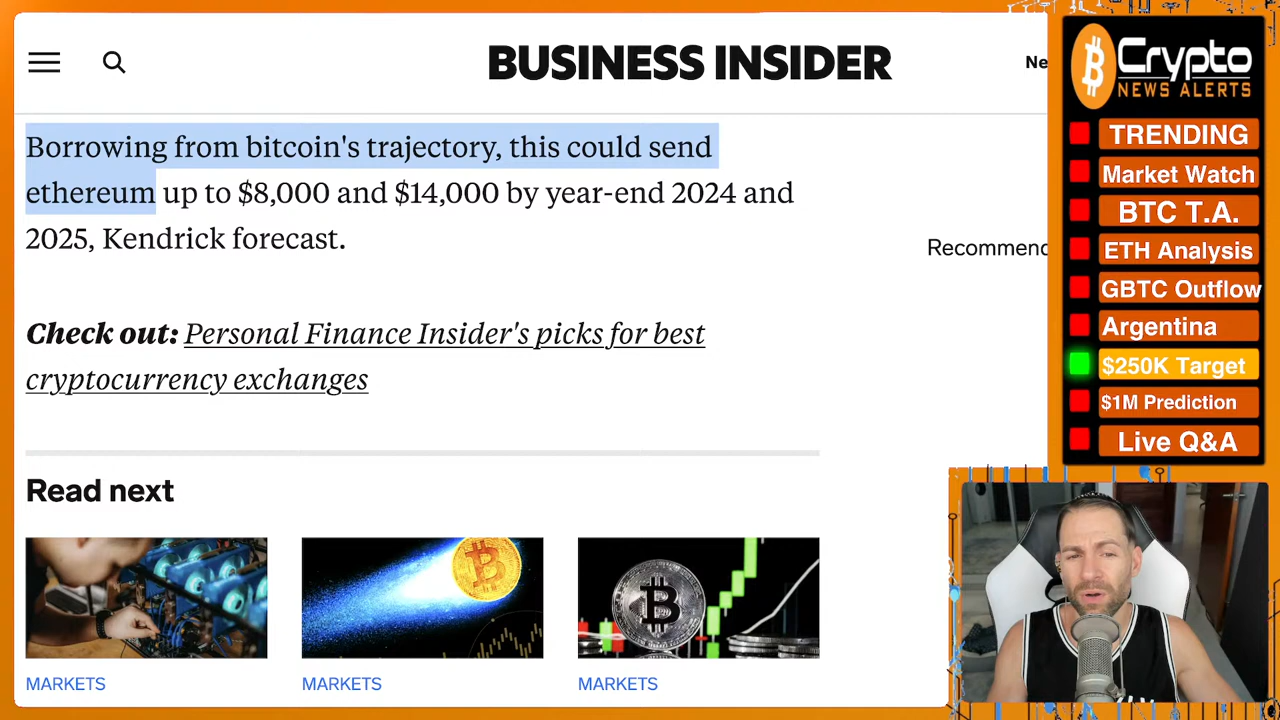 BUSINESS INSIDER
Ne
Borrowing from bitcoin's trajectory, this could send
ethereum up to $8,000 and $14,000 by year-end 2024 and
2025, Kendrick forecast.
Recommend
Check out: Personal Finance Insider's picks for best
cryptocurrency exchanges
Read next
MARKETS
MARKETS
MARKETS
Crypto
NEWS ALERTS
TRENDING
Market Watch
BTC T.A.
ETH Analysis
GBTC Outflow
Argentina
$250K Target
$1M Prediction
Live Q&A